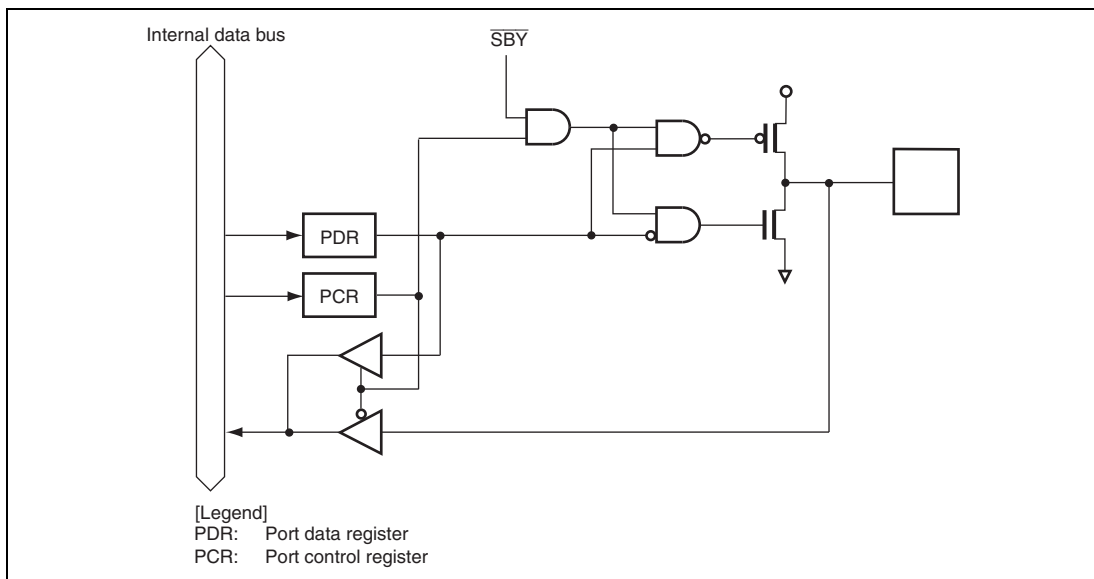 Internal data bus
SBY
PDR
PCR
[Legend]
PDR: Port data register
PCR: Port control register